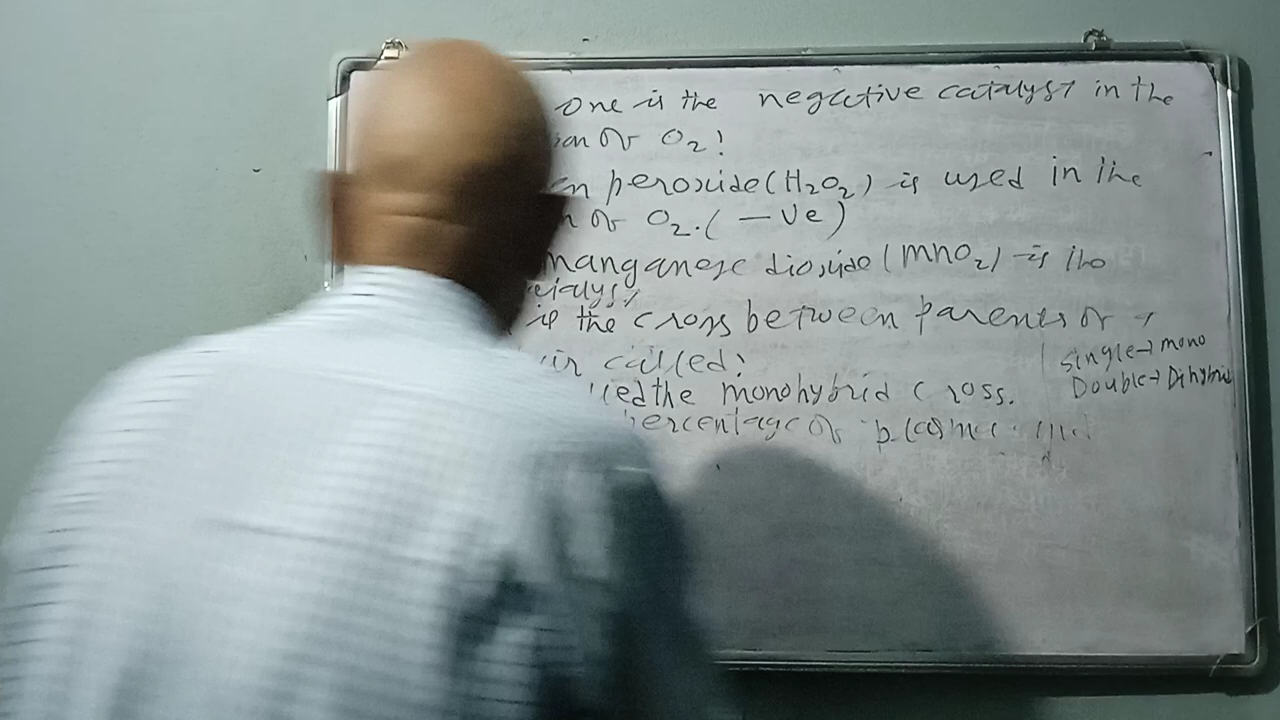 one is the negative catalyst in the
on of O2?
en peroxide (H2O2) is used in the
n of O2. (-ve)
manganese dioxide (MnO2) is the
catalyst
is the cross between parents of
called?
Single→mono
Double→Dihybrid
led the monohybrid cross.
percentage of